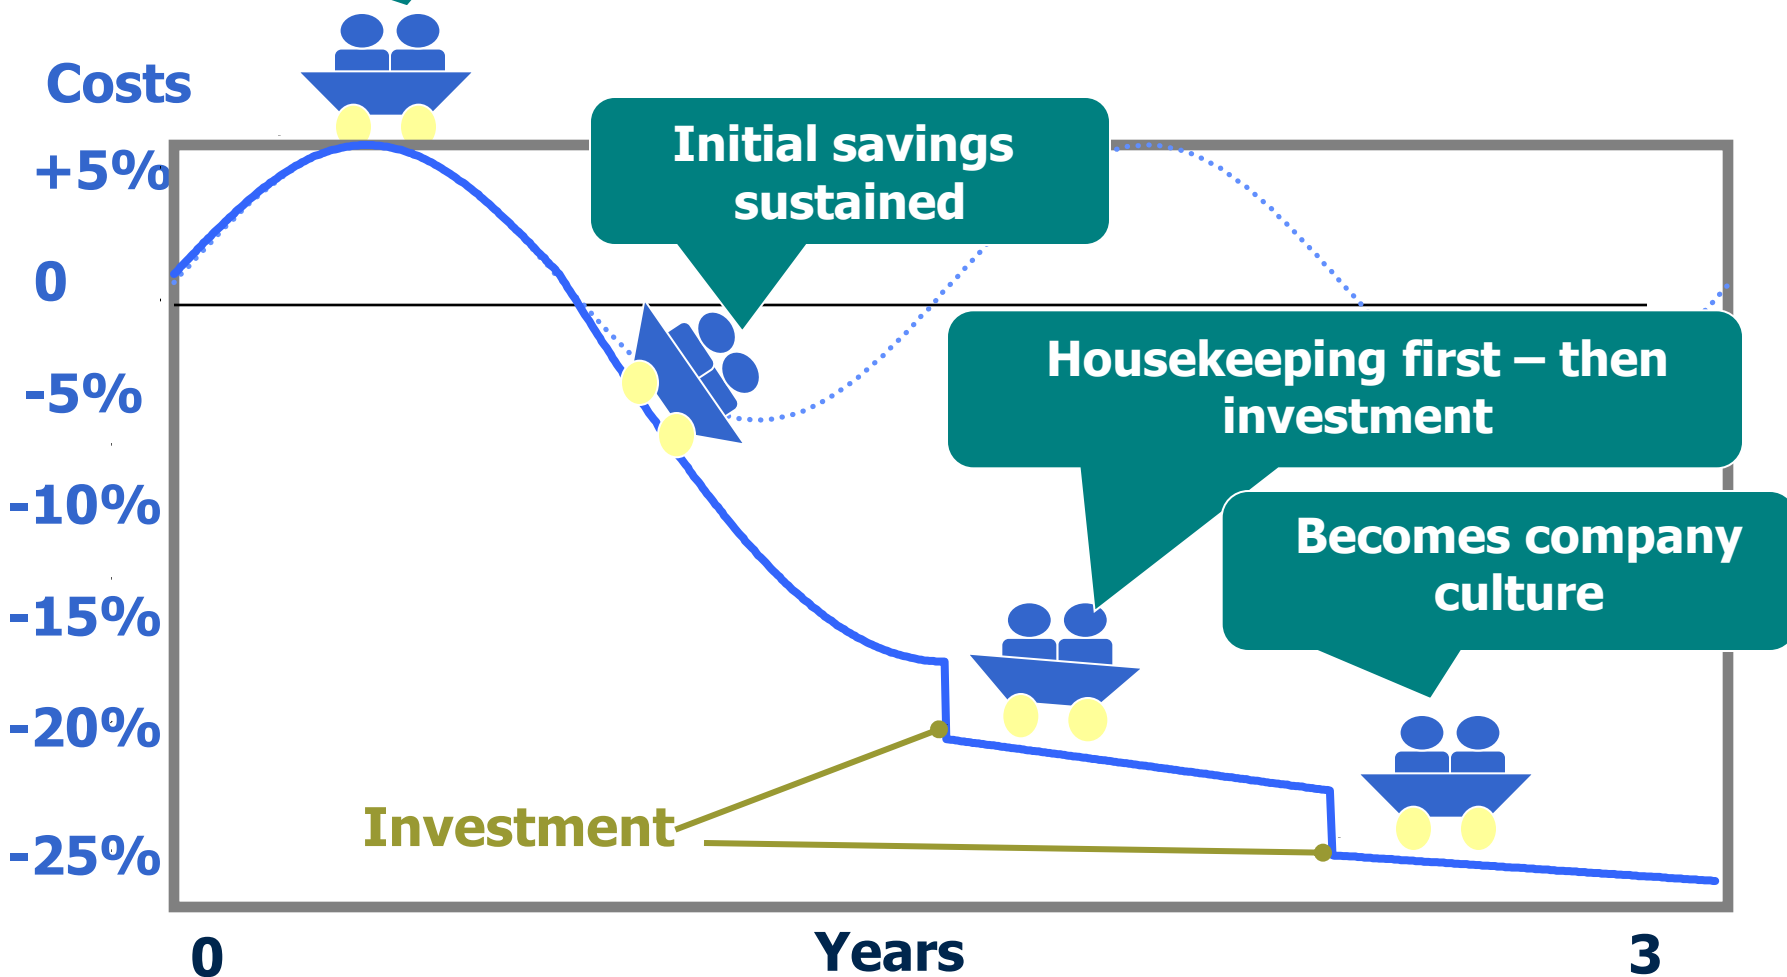 Costs
+5%
0
-5%
-10%
-15%
-20%
-25%
Initial savings
sustained
Housekeeping first – then
investment
Becomes company
culture
Investment
0
Years
3